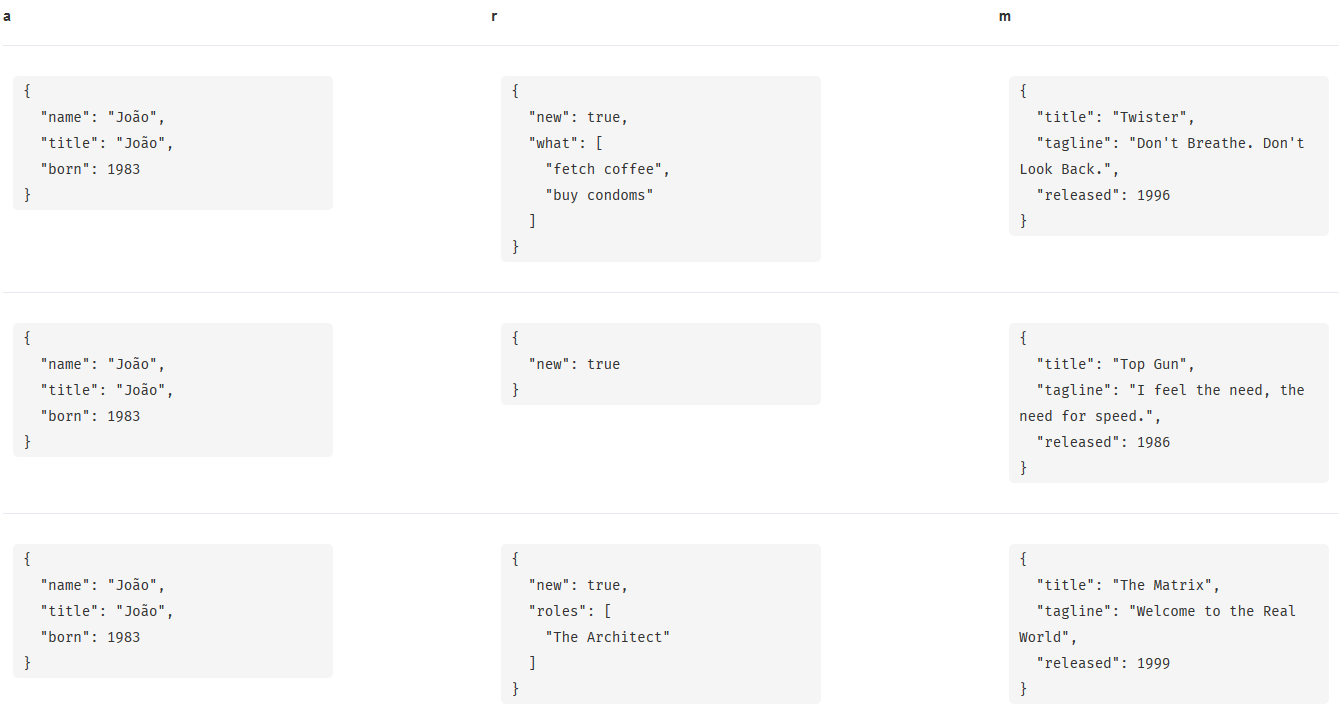 a r m
{
"name": "João",
"title": "João",
"born": 1983
}
{
"new": true,
"what": [
"fetch coffee",
"buy condoms"
]
}
{
"title": "Twister",
"tagline": "Don't Breathe. Don't
Look Back.",
"released": 1996
}
{
"name": "João",
"title": "João",
"born": 1983
}
{
"new": true
}
{
"title": "Top Gun",
"tagline": "I feel the need, the
need for speed.",
"released": 1986
}
{
"name": "João",
"title": "João",
"born": 1983
}
{
"new": true,
"roles": [
"The Architect"
]
}
{
"title": "The Matrix",
"tagline": "Welcome to the Real
World",
"released": 1999
}